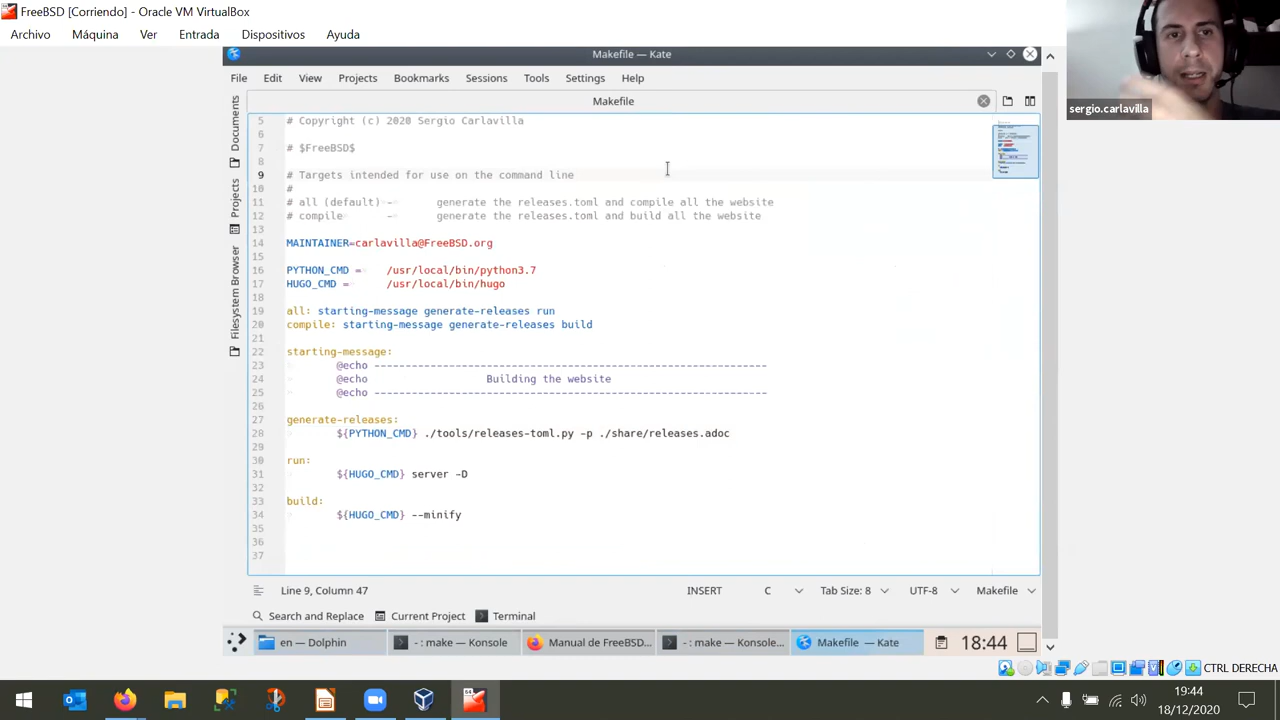 FreeBSD [Corriendo] - Oracle VM VirtualBox
Archivo Máquina Ver Entrada Dispositivos Ayuda
sergio.carlavilla
Makefile — Kate
File Edit View Projects Bookmarks Sessions Tools Settings Help
Makefile
Documents
Projects
Filesystem Browser
5 # Copyright (c) 2020 Sergio Carlavilla
6
7 # $FreeBSD$
8
9 # Targets intended for use on the command line
10 #
11 # all (default) - generate the releases.toml and compile all the website
12 # compile - generate the releases.toml and build all the website
13
14 MAINTAINER=carlavilla@FreeBSD.org
15
16 PYTHON_CMD = /usr/local/bin/python3.7
17 HUGO_CMD = /usr/local/bin/hugo
18
19 all: starting-message generate-releases run
20 compile: starting-message generate-releases build
21
22 starting-message:
23 @echo ---------------------------------------------------------------
24 @echo Building the website
25 @echo ---------------------------------------------------------------
26
27 generate-releases:
28 ${PYTHON_CMD} ./tools/releases-toml.py -p ./share/releases.adoc
29
30 run:
31 ${HUGO_CMD} server -D
32
33 build:
34 ${HUGO_CMD} --minify
35
36
37
Line 9, Column 47 INSERT C Tab Size: 8 UTF-8 Makefile
Search and Replace Current Project Terminal
en — Dolphin - : make — Konsole Manual de FreeBSD... - : make — Konsole... Makefile — Kate 18:44
CTRL DERECHA
19:44
18/12/2020